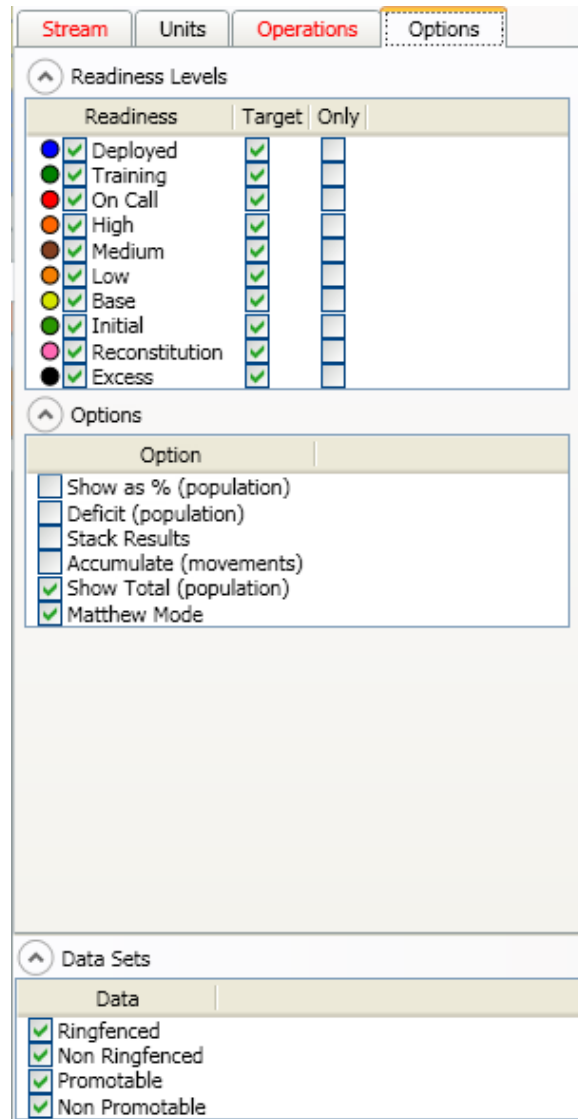 Stream Units Operations Options
Readiness Levels
Readiness Target Only
Deployed
Training
On Call
High
Medium
Low
Base
Initial
Reconstitution
Excess
Options
Option
Show as % (population)
Deficit (population)
Stack Results
Accumulate (movements)
Show Total (population)
Matthew Mode
Data Sets
Data
Ringfenced
Non Ringfenced
Promotable
Non Promotable